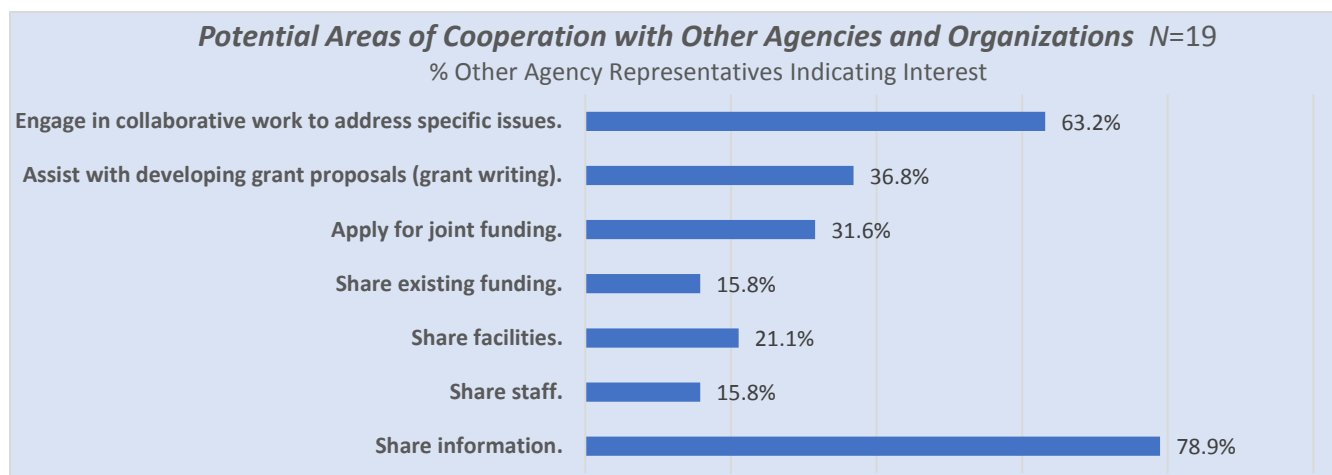 Potential Areas of Cooperation with Other Agencies and Organizations N=19
% Other Agency Representatives Indicating Interest
Engage in collaborative work to address specific issues. 63.2%
Assist with developing grant proposals (grant writing). 36.8%
Apply for joint funding. 31.6%
Share existing funding. 15.8%
Share facilities. 21.1%
Share staff. 15.8%
Share information. 78.9%